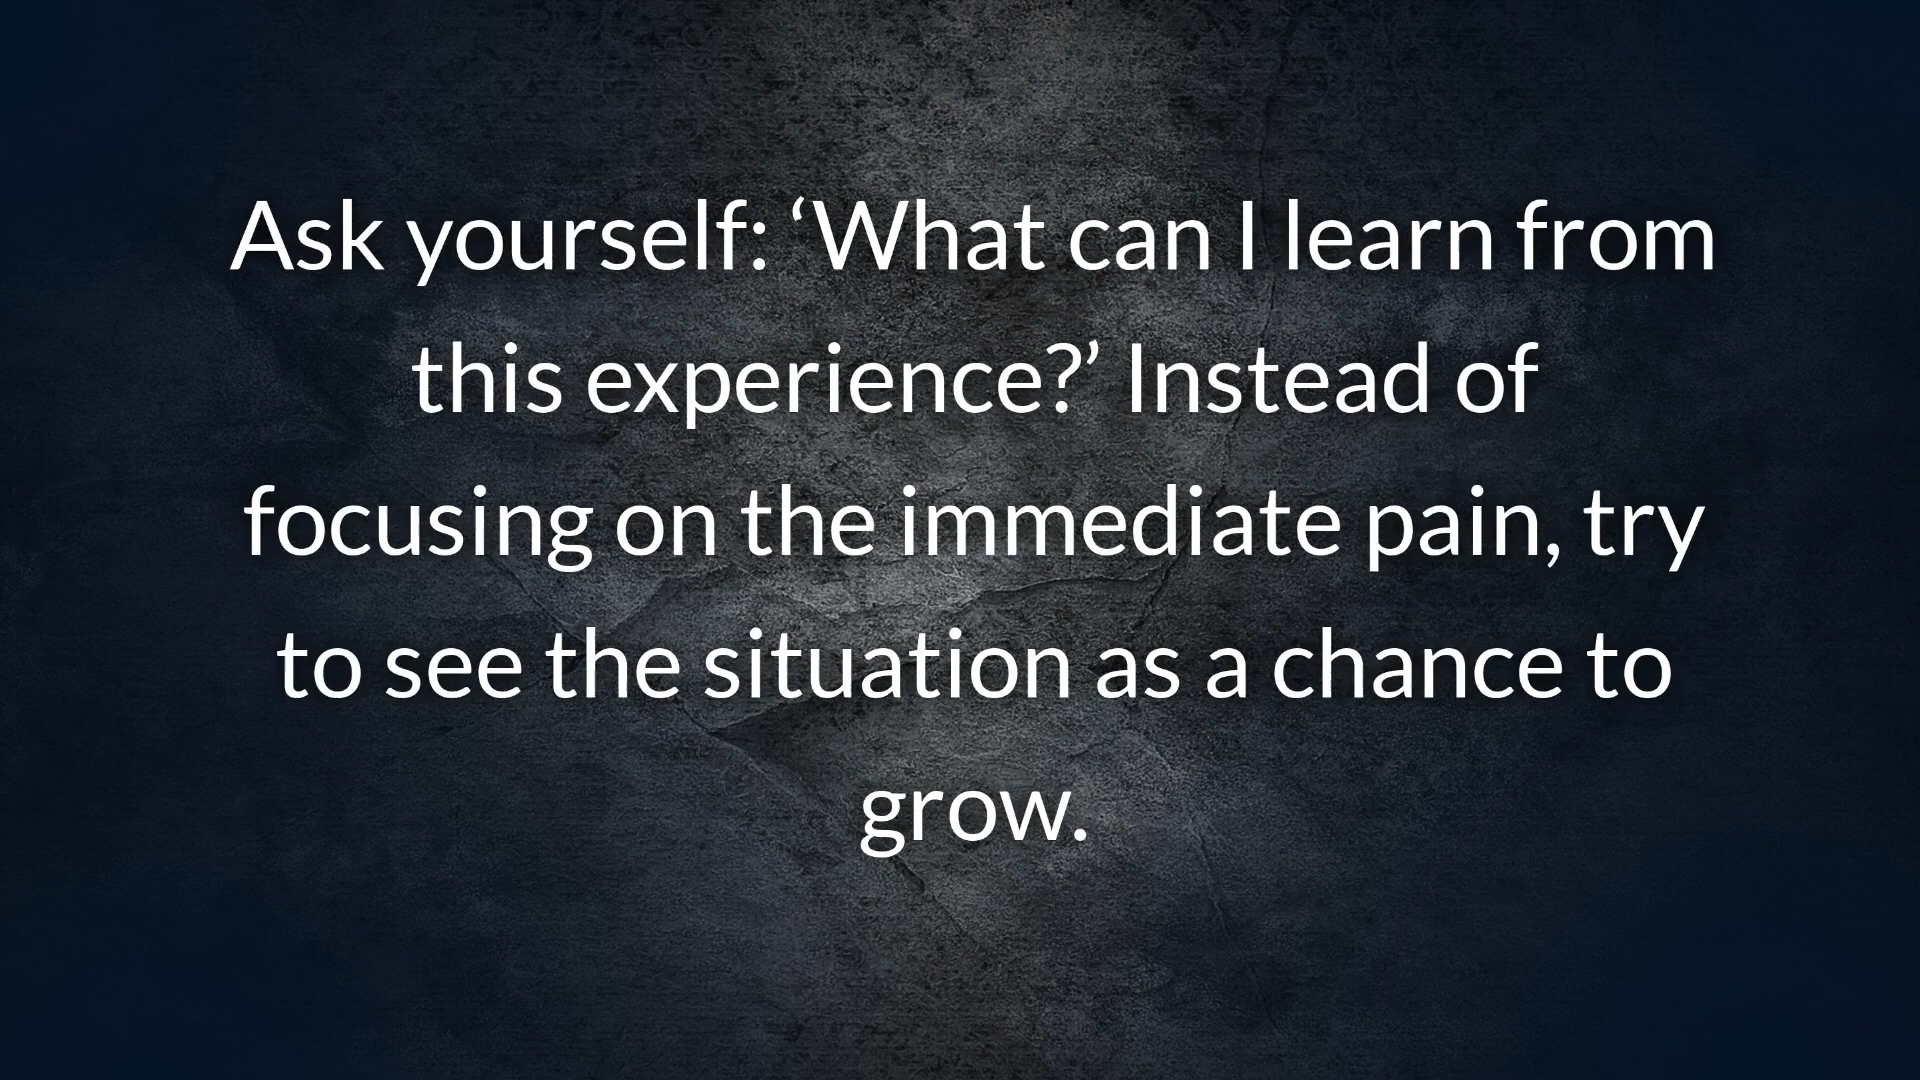 Ask yourself: ‘What can I learn from
this experience?’ Instead of
focusing on the immediate pain, try
to see the situation as a chance to
grow.